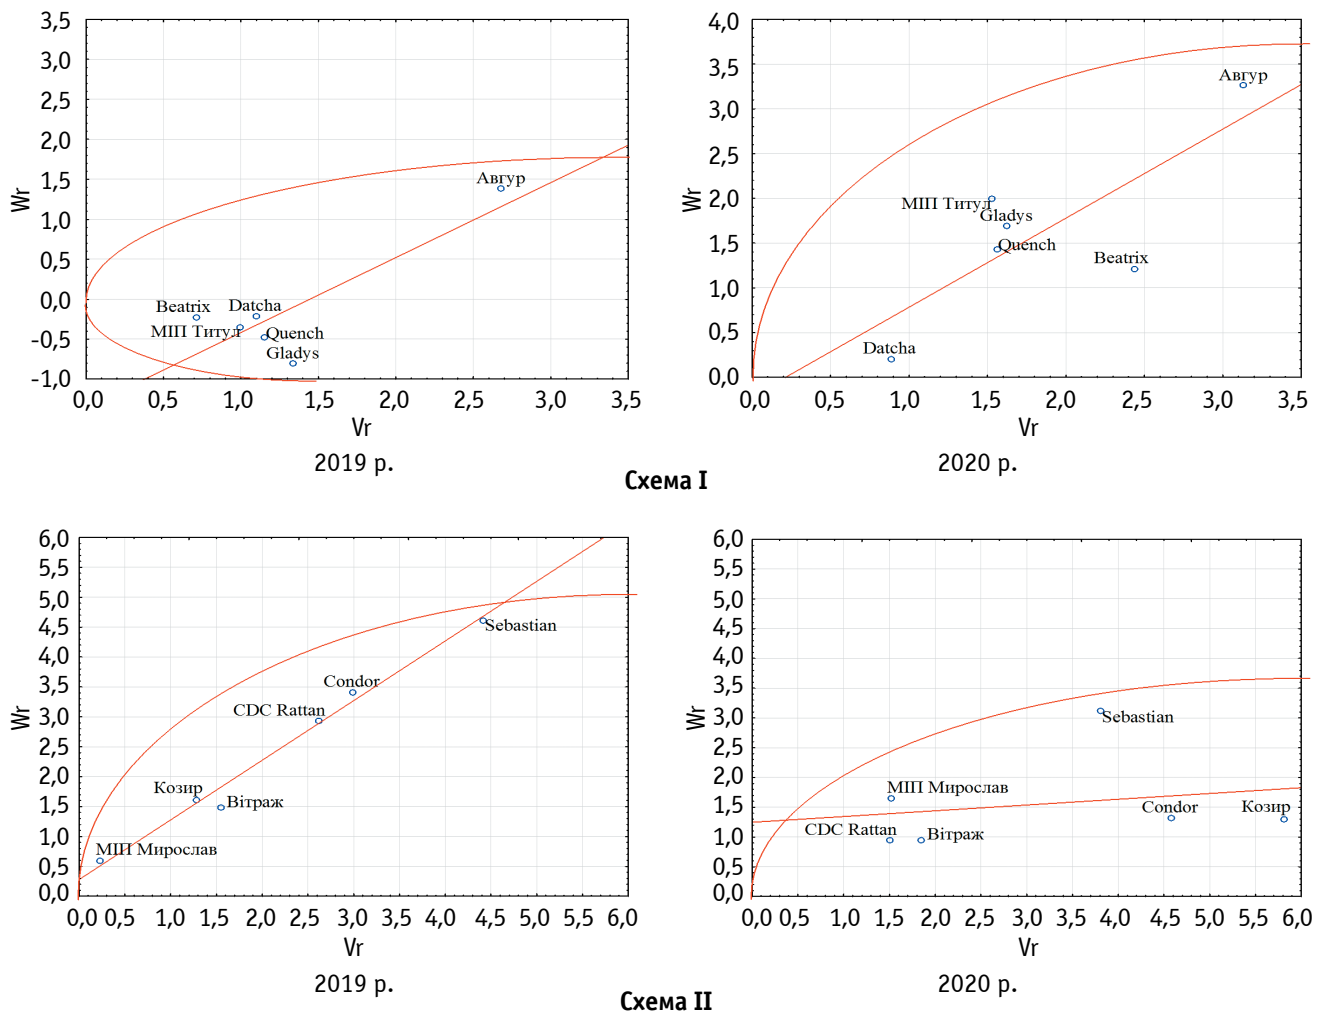 3,5
3,0
2,5
2,0
1,5
1,0
0,5
0,0
-0,5
-1,0
Wr
Авгур
Beatrix
Datcha
МІП Титул
Quench
Gladys
0,0 0,5 1,0 1,5 2,0 2,5 3,0 3,5
Vr
2019 р.
4,0
3,5
3,0
2,5
2,0
1,5
1,0
0,5
0,0
Wr
Авгур
МІП Титул
Gladys
Quench
Beatrix
Datcha
0,0 0,5 1,0 1,5 2,0 2,5 3,0 3,5
Vr
2020 р.
Схема I
6,0
5,5
5,0
4,5
4,0
3,5
3,0
2,5
2,0
1,5
1,0
0,5
0,0
Wr
Sebastian
Condor
CDC Rattan
Козир
Вітраж
МІП Мирослав
0,0 0,5 1,0 1,5 2,0 2,5 3,0 3,5 4,0 4,5 5,0 5,5 6,0
Vr
2019 р.
6,0
5,5
5,0
4,5
4,0
3,5
3,0
2,5
2,0
1,5
1,0
0,5
0,0
Wr
Sebastian
МІП Мирослав
Condor
Козир
CDC Rattan
Вітраж
0,0 0,5 1,0 1,5 2,0 2,5 3,0 3,5 4,0 4,5 5,0 5,5 6,0
Vr
2020 р.
Схема II